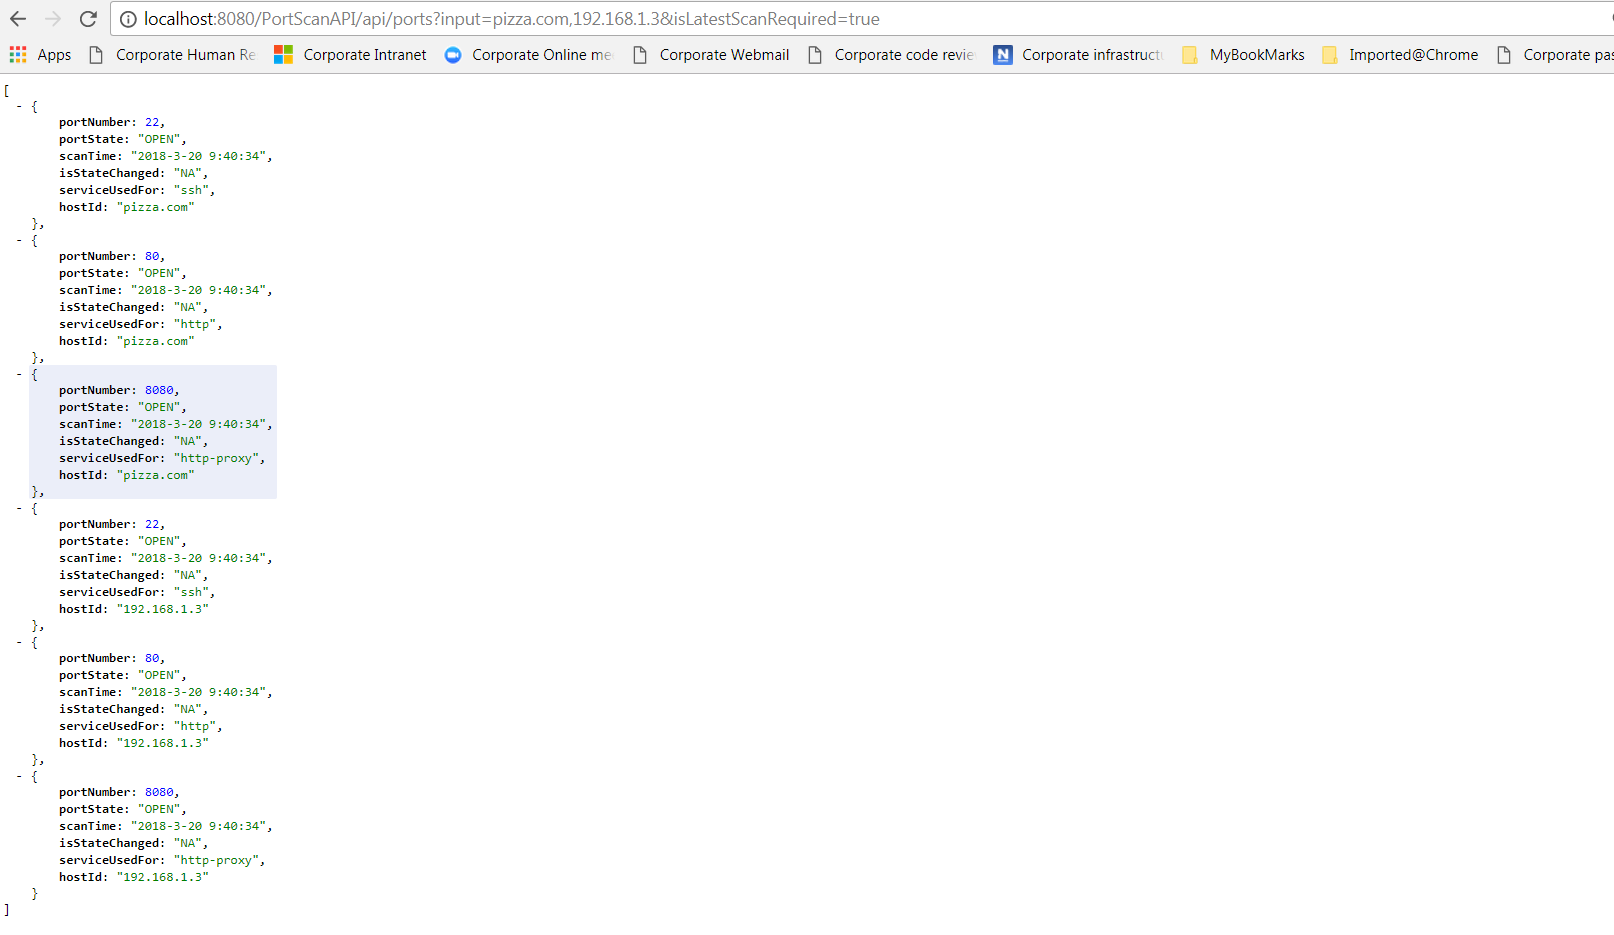 localhost:8080/PortScanAPI/api/ports?input=pizza.com,192.168.1.3&isLatestScanRequired=true
Apps Corporate Human Re Corporate Intranet Corporate Online me Corporate Webmail Corporate code revie Corporate infrastruct MyBookMarks Imported@Chrome Corporate pas
[
- {
portNumber: 22,
portState: "OPEN",
scanTime: "2018-3-20 9:40:34",
isStateChanged: "NA",
serviceUsedFor: "ssh",
hostId: "pizza.com"
},
- {
portNumber: 80,
portState: "OPEN",
scanTime: "2018-3-20 9:40:34",
isStateChanged: "NA",
serviceUsedFor: "http",
hostId: "pizza.com"
},
- {
portNumber: 8080,
portState: "OPEN",
scanTime: "2018-3-20 9:40:34",
isStateChanged: "NA",
serviceUsedFor: "http-proxy",
hostId: "pizza.com"
},
- {
portNumber: 22,
portState: "OPEN",
scanTime: "2018-3-20 9:40:34",
isStateChanged: "NA",
serviceUsedFor: "ssh",
hostId: "192.168.1.3"
},
- {
portNumber: 80,
portState: "OPEN",
scanTime: "2018-3-20 9:40:34",
isStateChanged: "NA",
serviceUsedFor: "http",
hostId: "192.168.1.3"
},
- {
portNumber: 8080,
portState: "OPEN",
scanTime: "2018-3-20 9:40:34",
isStateChanged: "NA",
serviceUsedFor: "http-proxy",
hostId: "192.168.1.3"
}
]